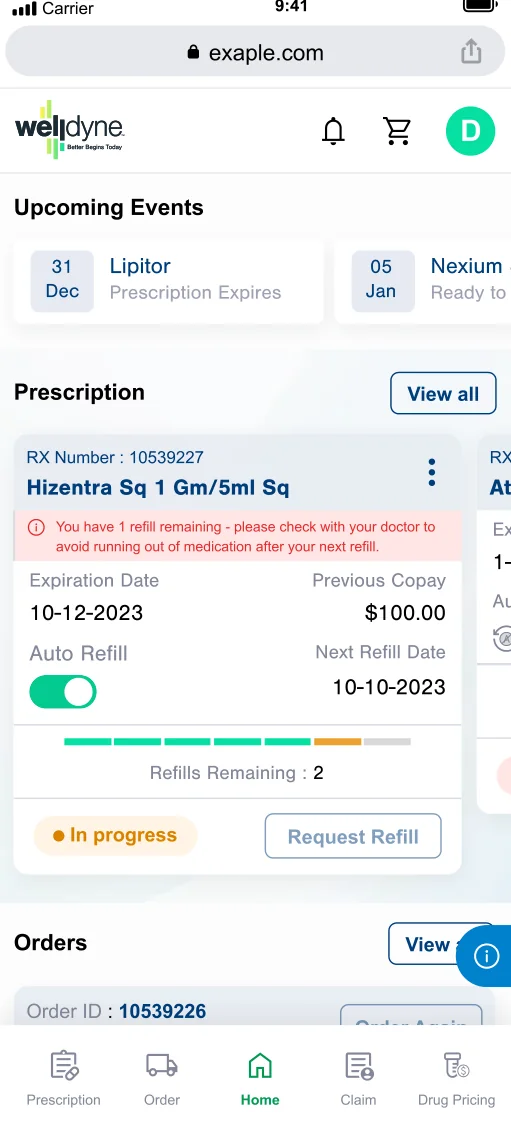 Carrier
9:41
exaple.com
welldyne
Better Begins Today
D
Upcoming Events
31
Dec
Lipitor
Prescription Expires
05
Jan
Nexium
Ready to
Prescription
View all
RX Number : 10539227
Hizentra Sq 1 Gm/5ml Sq
You have 1 refill remaining - please check with your doctor to
avoid running out of medication after your next refill.
Expiration Date
Previous Copay
10-12-2023
$100.00
Auto Refill
Next Refill Date
10-10-2023
Refills Remaining : 2
In progress
Request Refill
RX
At
Ex
1-
Au
Orders
View
Order ID : 10539226
Order Again
Prescription
Order
Home
Claim
Drug Pricing